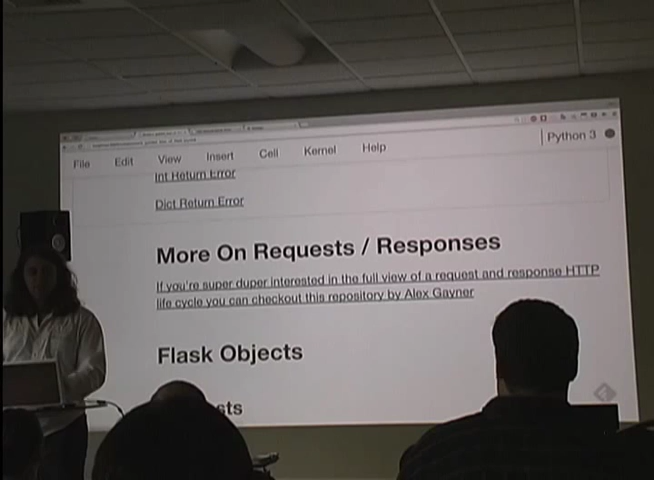 Python 3
File Edit View Insert Cell Kernel Help
Int Return Error
Dict Return Error
More On Requests / Responses
If you're super duper interested in the full view of a request and response HTTP
life cycle you can checkout this repository by Alex Gaynor
Flask Objects
sts